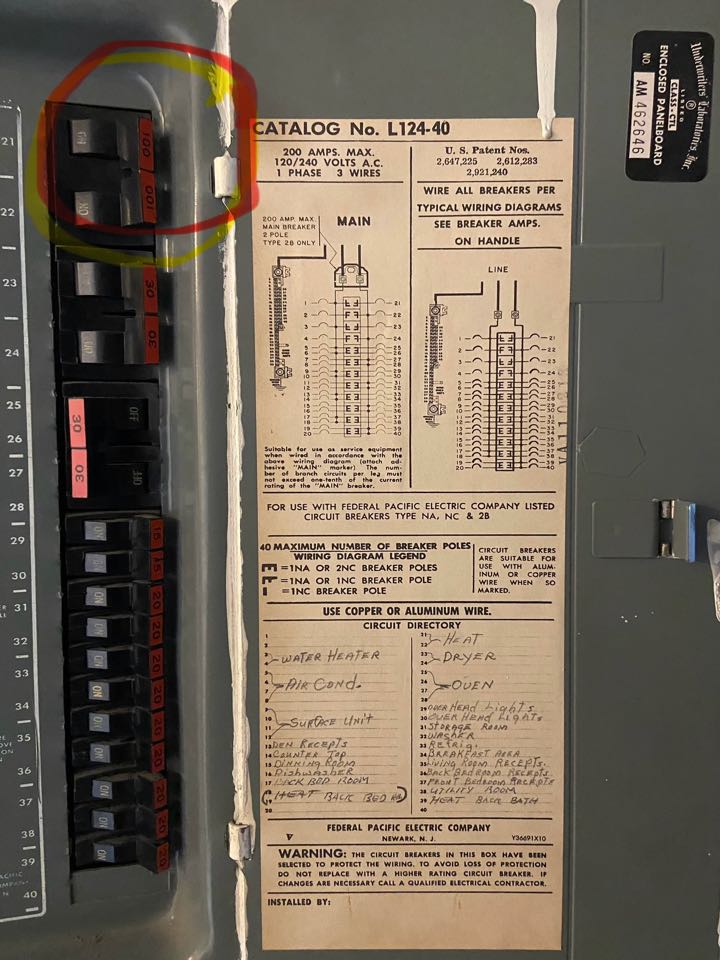 21
22
23
24
25
26
27
28
29
30
31
32
33
34
35
36
37
38
39
40
100
100
30
30
30
OFF
30
OFF
ON
15
15
ON
20
20
ON
20
20
ON
20
20
ON
20
20
ON
20
Underwriters' Laboratories, Inc.
LISTED
CLASS-CTL
ENCLOSED PANELBOARD
NO. AM 462646
CATALOG No. L124-40
200 AMPS. MAX.
120/240 VOLTS A.C.
1 PHASE 3 WIRES
U. S. Patent Nos.
2,647,225 2,612,283
2,921,240
WIRE ALL BREAKERS PER
TYPICAL WIRING DIAGRAMS
SEE BREAKER AMPS.
ON HANDLE
200 AMP. MAX.
MAIN BREAKER
2 POLE
TYPE 2B ONLY
MAIN
LINE
Suitable for use as service equipment
when wired in accordance with the
above wiring diagram (attach ad-
hesive "MAIN" marker). The num-
ber of branch circuits per leg must
not exceed one-tenth of the current
rating of the "MAIN" breaker.
FOR USE WITH FEDERAL PACIFIC ELECTRIC COMPANY LISTED
CIRCUIT BREAKERS TYPE NA, NC & 2B
40 MAXIMUM NUMBER OF BREAKER POLES
WIRING DIAGRAM LEGEND
=1NA OR 2NC BREAKER POLES
=1NA OR 1NC BREAKER POLE
=1NC BREAKER POLE
CIRCUIT BREAKERS
ARE SUITABLE FOR
USE WITH ALUM-
INUM OR COPPER
WIRE WHEN SO
MARKED.
USE COPPER OR ALUMINUM WIRE.
CIRCUIT DIRECTORY
WATER HEATER
AIR COND.
SURFACE UNIT
DEN RECEPTS
COUNTER TOP
DINNING ROOM
DISHWASHER
BACK BED ROOM
HEAT BACK BED RM
HEAT
DRYER
OVEN
OVER HEAD LIGHTS
OVER HEAD LIGHTS
STORAGE ROOM
WASHER
REFRIG.
BREAKFAST AREA
LIVING ROOM RECEPTS.
BACK BEDROOM RECEPTS
FRONT BEDROOM RECEPTS
UTILITY ROOM
HEAT BACK BATH
FEDERAL PACIFIC ELECTRIC COMPANY
NEWARK, N. J.
Y36691X10
WARNING: THE CIRCUIT BREAKERS IN THIS BOX HAVE BEEN
SELECTED TO PROTECT THE WIRING. TO AVOID LOSS OF PROTECTION
DO NOT REPLACE WITH A HIGHER RATING CIRCUIT BREAKER. IF
CHANGES ARE NECESSARY CALL A QUALIFIED ELECTRICAL CONTRACTOR.
INSTALLED BY: